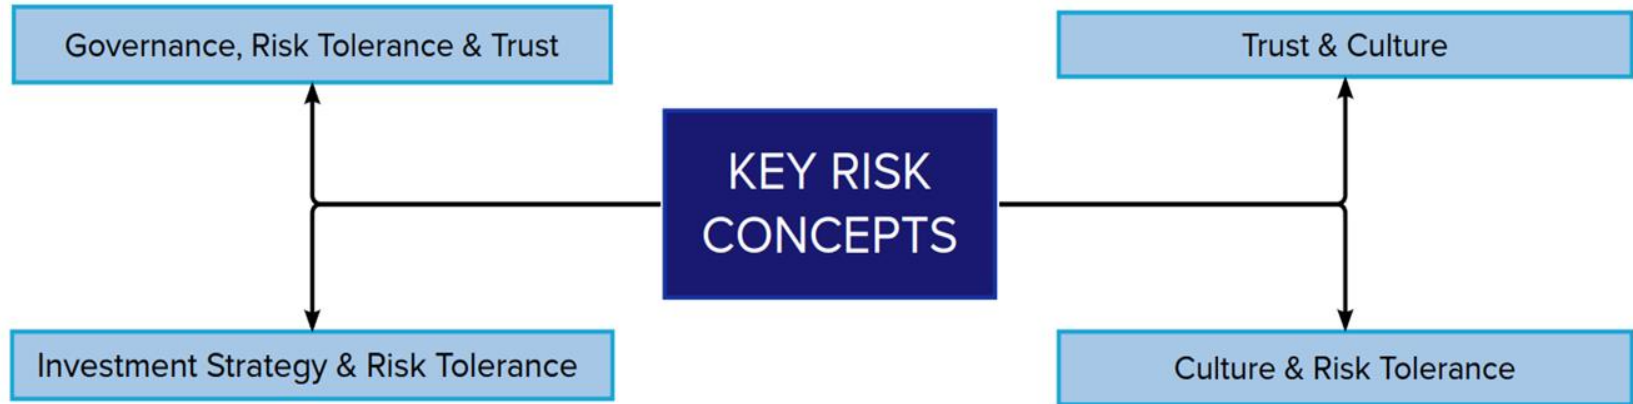 Governance, Risk Tolerance & Trust
Trust & Culture
KEY RISK
CONCEPTS
Investment Strategy & Risk Tolerance
Culture & Risk Tolerance